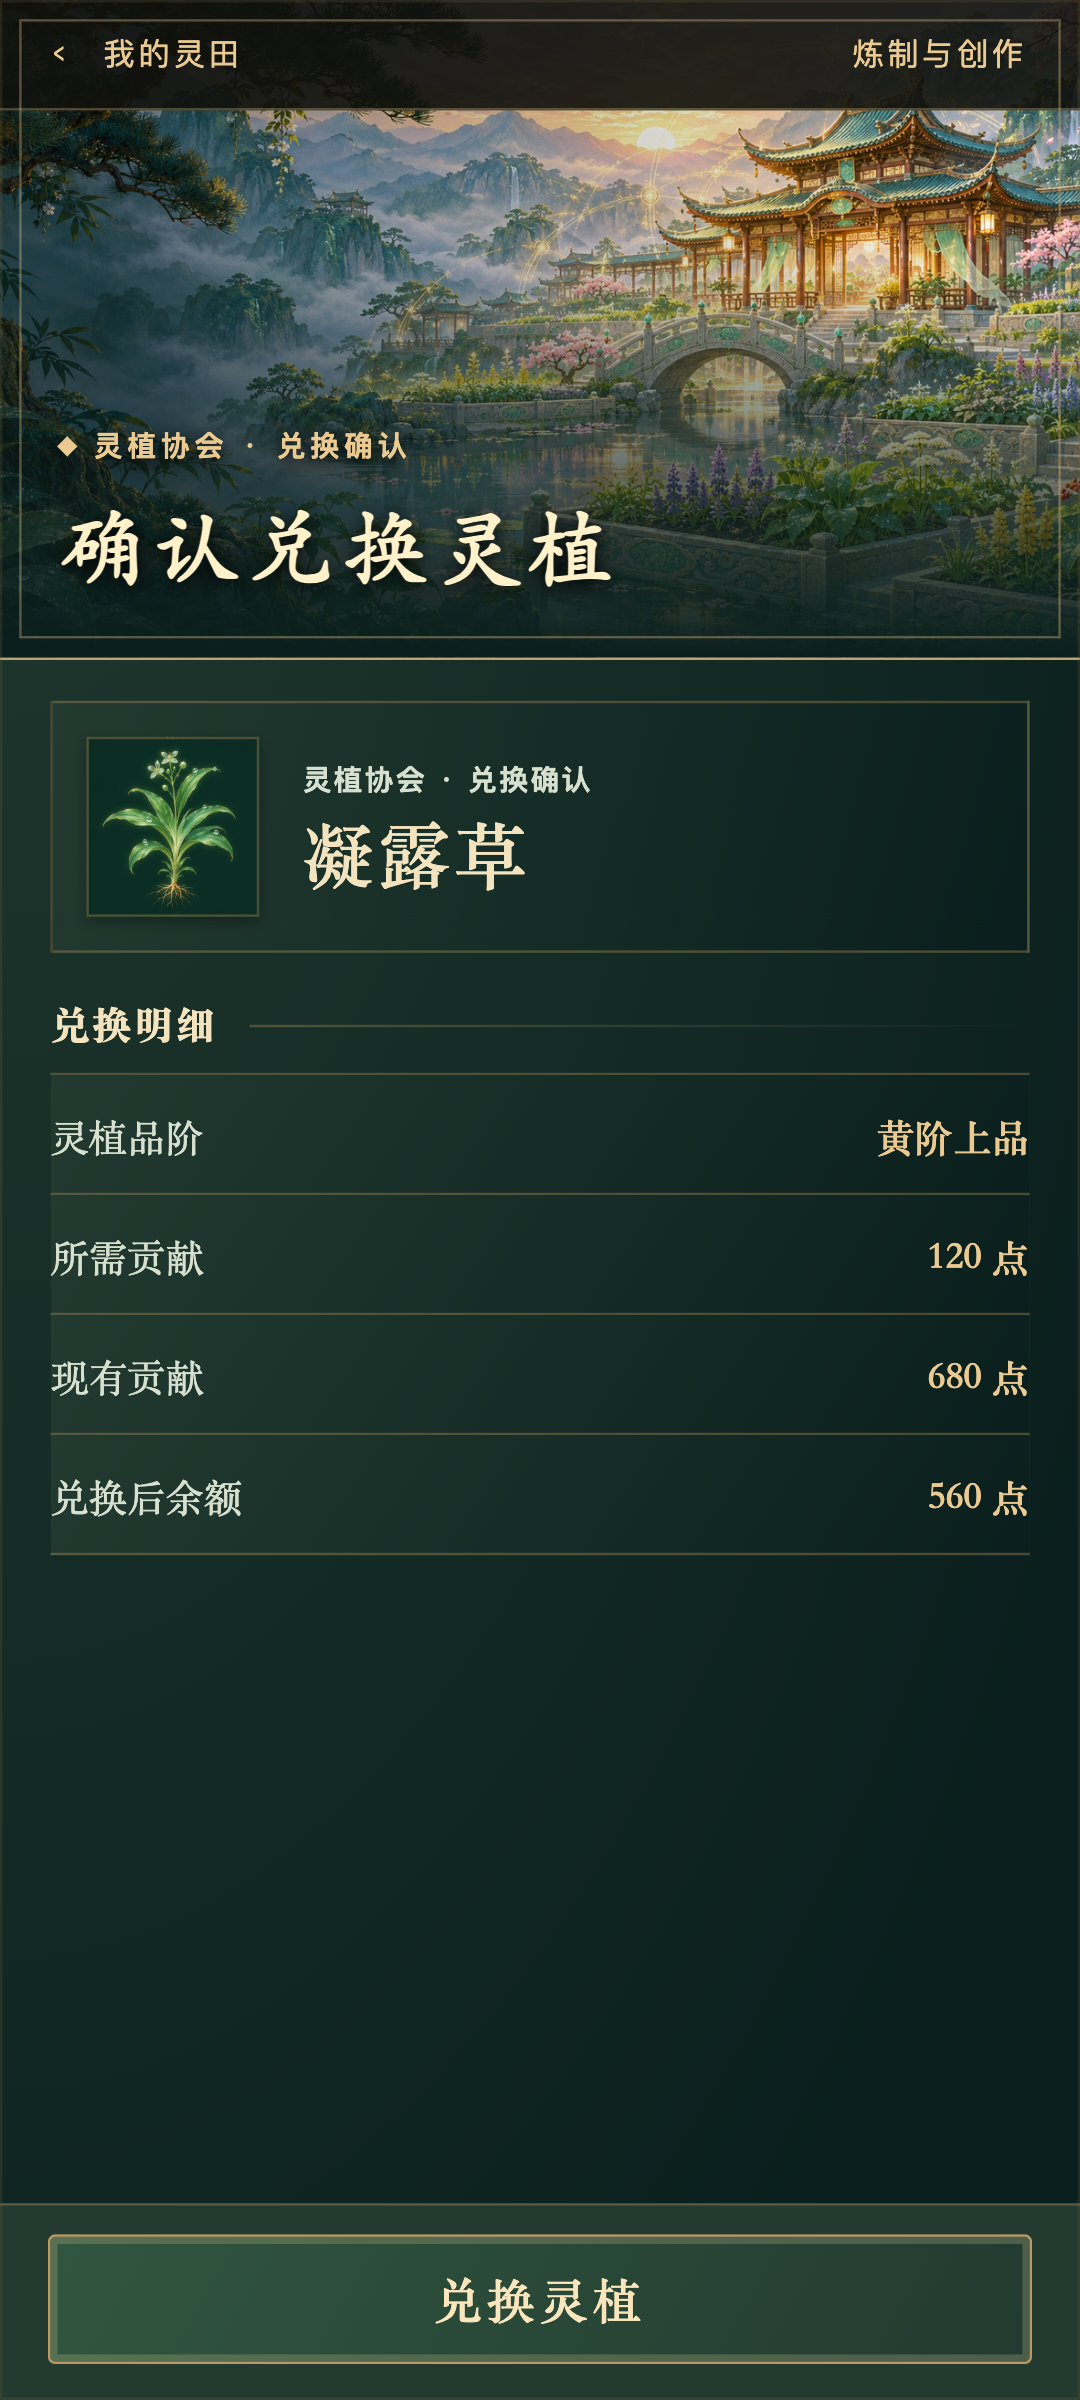 < 我的灵田 炼制与创作
◆ 灵植协会 · 兑换确认
确认兑换灵植
灵植协会 · 兑换确认
凝露草
兑换明细
灵植品阶 黄阶上品
所需贡献 120 点
现有贡献 680 点
兑换后余额 560 点
兑换灵植